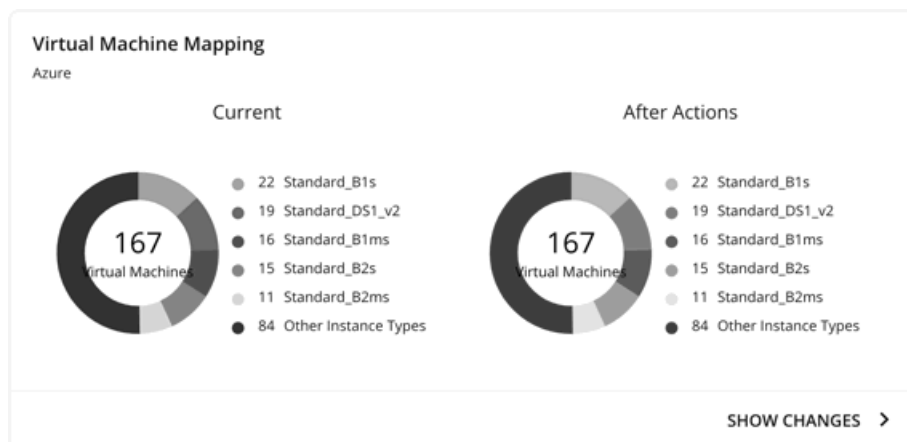 Virtual Machine Mapping
Azure
Current
167
Virtual Machines
22 Standard_B1s
19 Standard_DS1_v2
16 Standard_B1ms
15 Standard_B2s
11 Standard_B2ms
84 Other Instance Types
After Actions
167
Virtual Machines
22 Standard_B1s
19 Standard_DS1_v2
16 Standard_B1ms
15 Standard_B2s
11 Standard_B2ms
84 Other Instance Types
SHOW CHANGES